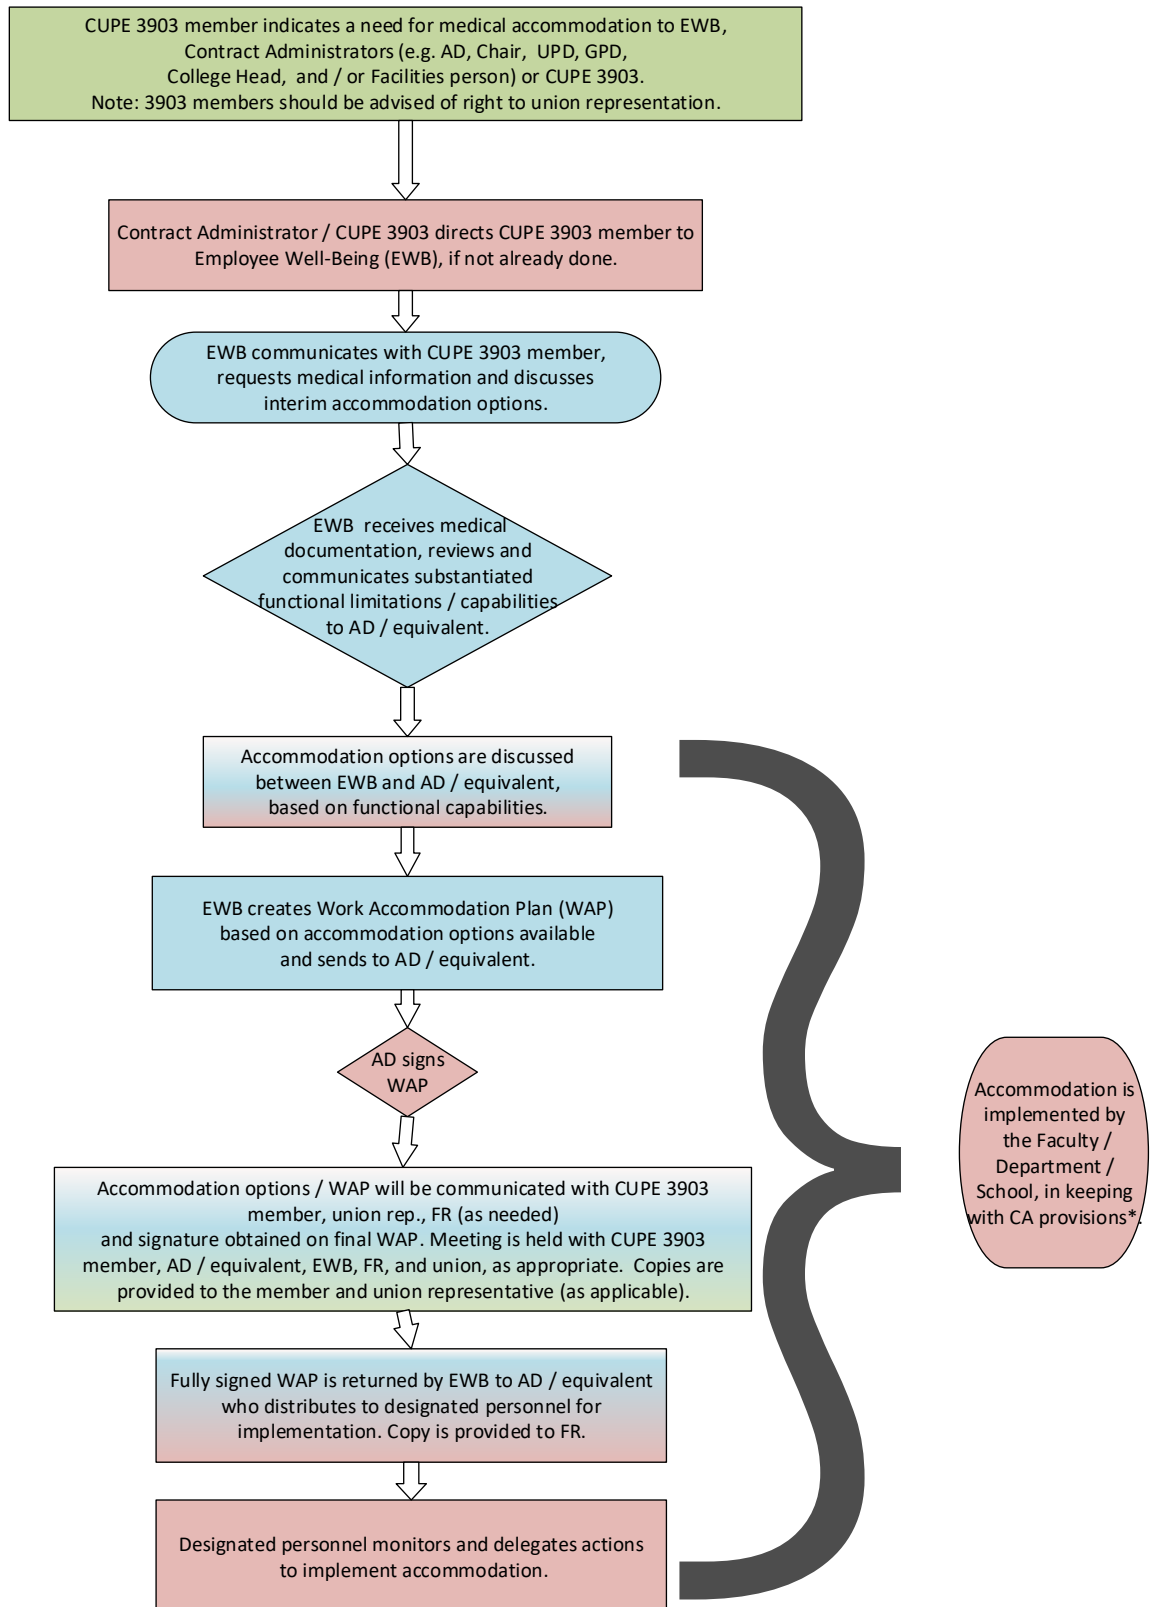 CUPE 3903 member indicates a need for medical accommodation to EWB,
Contract Administrators (e.g. AD, Chair, UPD, GPD,
College Head, and / or Facilities person) or CUPE 3903.
Note: 3903 members should be advised of right to union representation.
Contract Administrator / CUPE 3903 directs CUPE 3903 member to
Employee Well-Being (EWB), if not already done.
EWB communicates with CUPE 3903 member,
requests medical information and discusses
interim accommodation options.
EWB receives medical
documentation, reviews and
communicates substantiated
functional limitations / capabilities
to AD / equivalent.
Accommodation options are discussed
between EWB and AD / equivalent,
based on functional capabilities.
EWB creates Work Accommodation Plan (WAP)
based on accommodation options available
and sends to AD / equivalent.
AD signs
WAP
Accommodation options / WAP will be communicated with CUPE 3903
member, union rep., FR (as needed)
and signature obtained on final WAP. Meeting is held with CUPE 3903
member, AD / equivalent, EWB, FR, and union, as appropriate. Copies are
provided to the member and union representative (as applicable).
Fully signed WAP is returned by EWB to AD / equivalent
who distributes to designated personnel for
implementation. Copy is provided to FR.
Designated personnel monitors and delegates actions
to implement accommodation.
Accommodation is
implemented by
the Faculty /
Department /
School, in keeping
with CA provisions*.